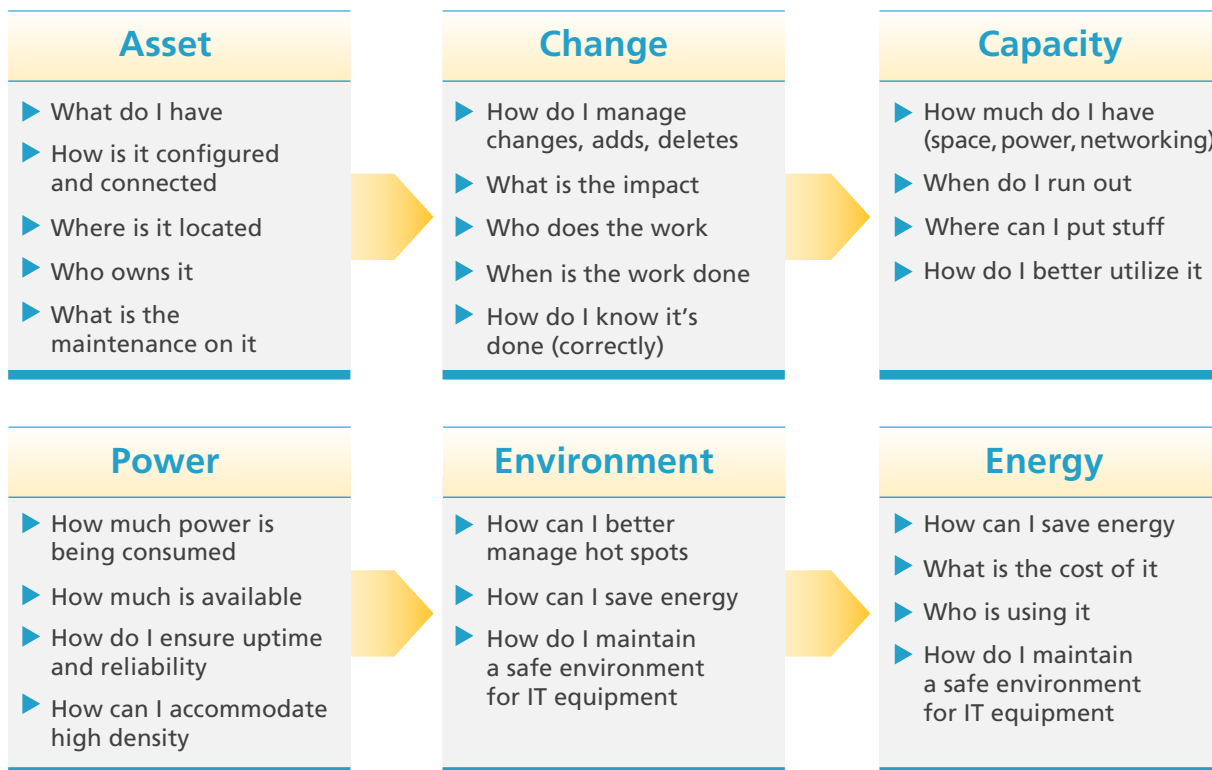 Asset
What do I have
How is it configured
and connected
Where is it located
Who owns it
What is the
maintenance on it
Change
How do I manage
changes, adds, deletes
What is the impact
Who does the work
When is the work done
How do I know it’s
done (correctly)
Capacity
How much do I have
(space, power, networking)
When do I run out
Where can I put stuff
How do I better utilize it
Power
How much power is
being consumed
How much is available
How do I ensure uptime
and reliability
How can I accommodate
high density
Environment
How can I better
manage hot spots
How can I save energy
How do I maintain
a safe environment
for IT equipment
Energy
How can I save energy
What is the cost of it
Who is using it
How do I maintain
a safe environment
for IT equipment